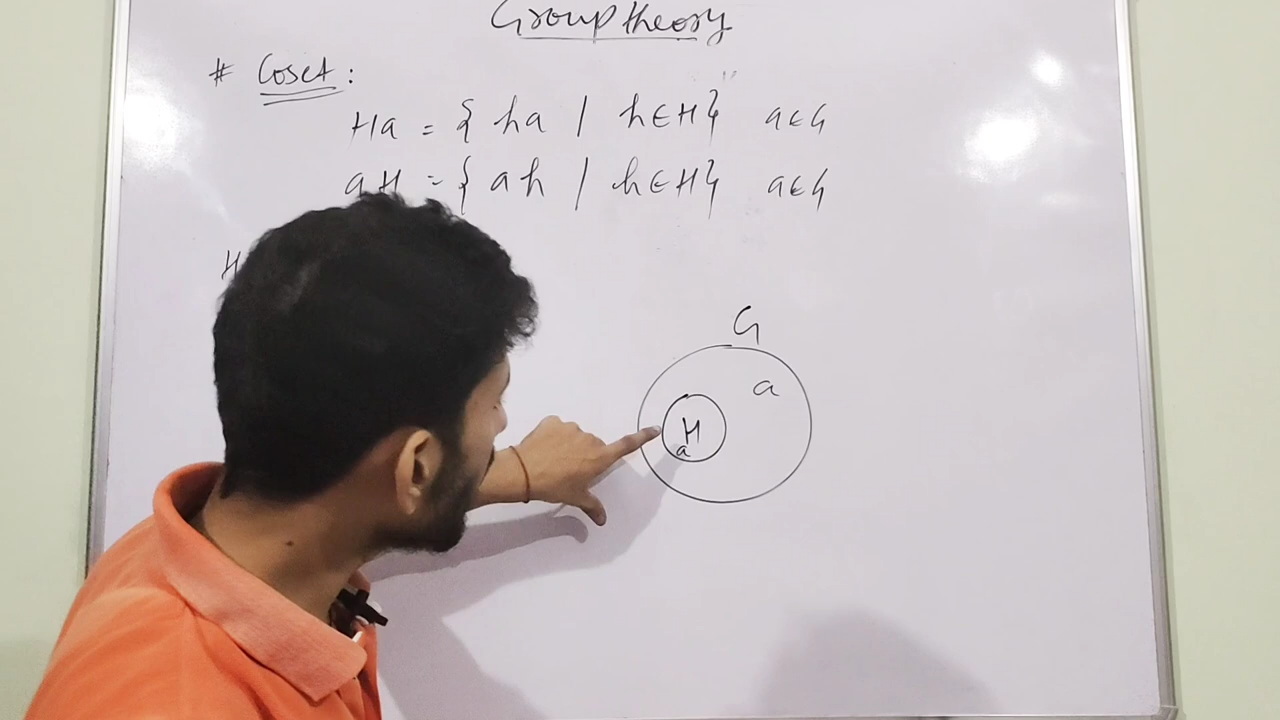 Group theory
# Coset :
Ha = { ha / h∈H} a∈G
aH = { ah / h∈H} a∈G
H
G
a
H
a